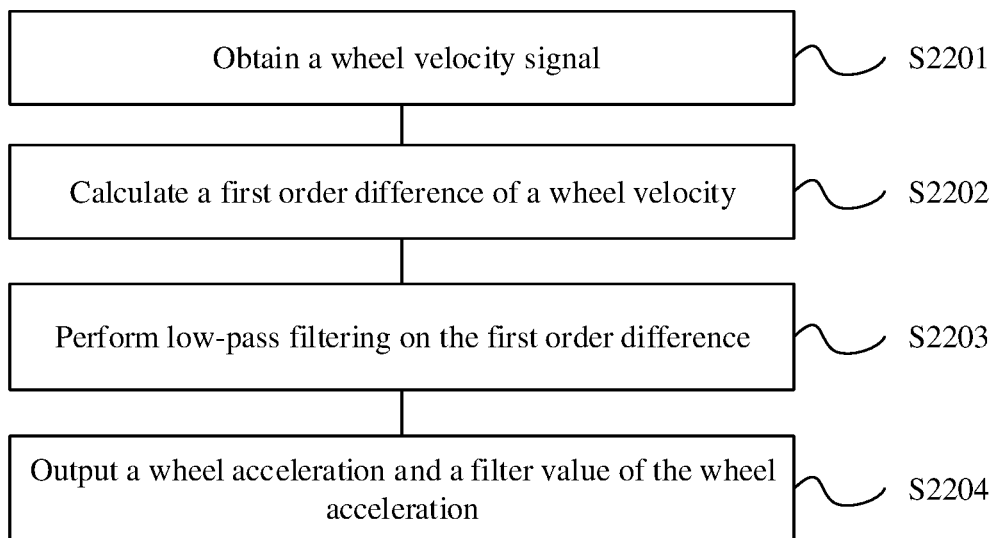 Obtain a wheel velocity signal
S2201
Calculate a first order difference of a wheel velocity
S2202
Perform low-pass filtering on the first order difference
S2203
Output a wheel acceleration and a filter value of the wheel
acceleration
S2204